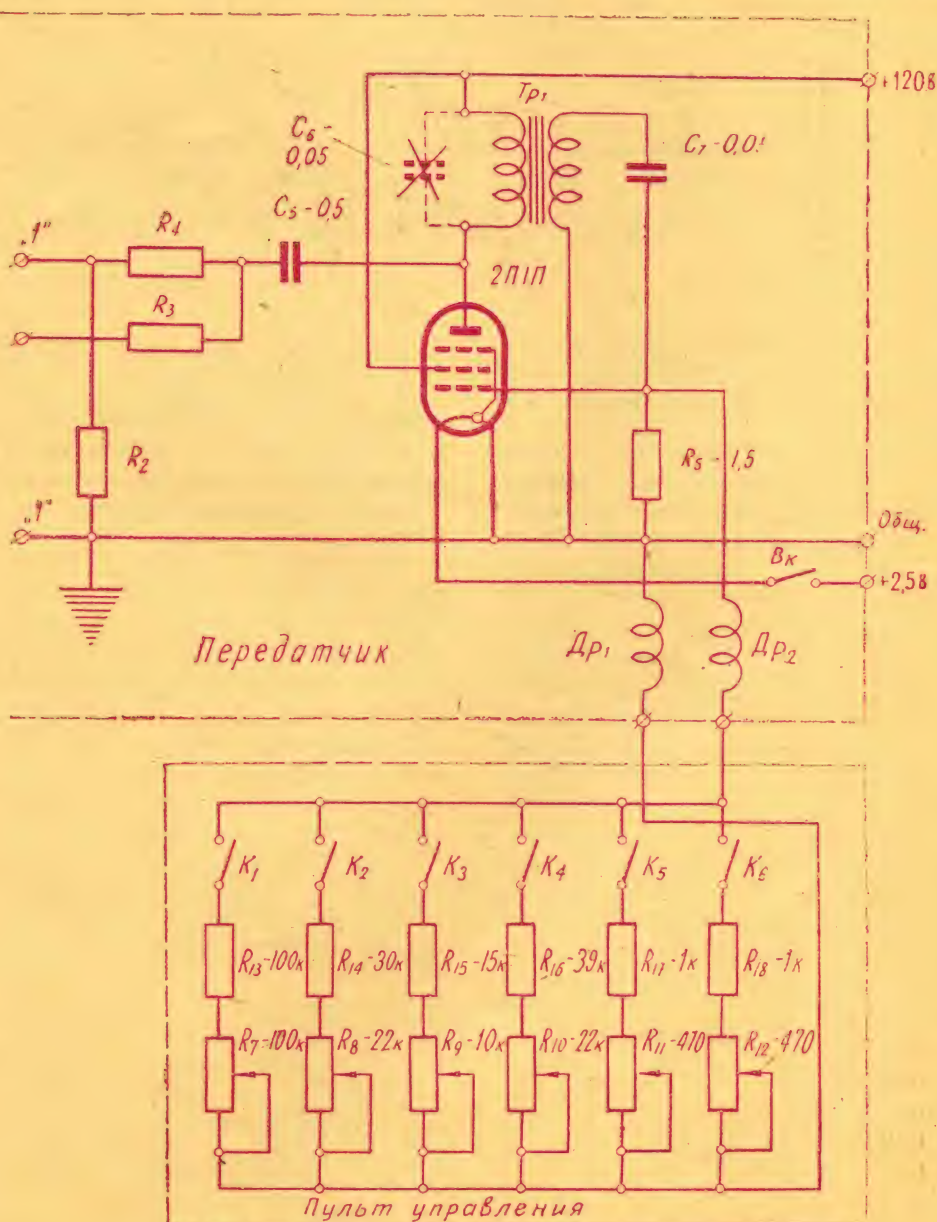 +120в
Тр₁
C₆ -
0,05
C₇-0,0
C₅-0,5
„1"
R₄
2П1П
R₃
R₂
R₅ - 1,5
„1"
Общ.
Вк
+2,5в
Передатчик
Др₁
Др₂
K₁
K₂
K₃
K₄
K₅
K₆
R₁₃-100к
R₁₄-30к
R₁₅-15к
R₁₆-39к
R₁₇-1к
R₁₈-1к
R₇-100к
R₈-22к
R₉-10к
R₁₀-22к
R₁₁-470
R₁₂-470
Пульт управления